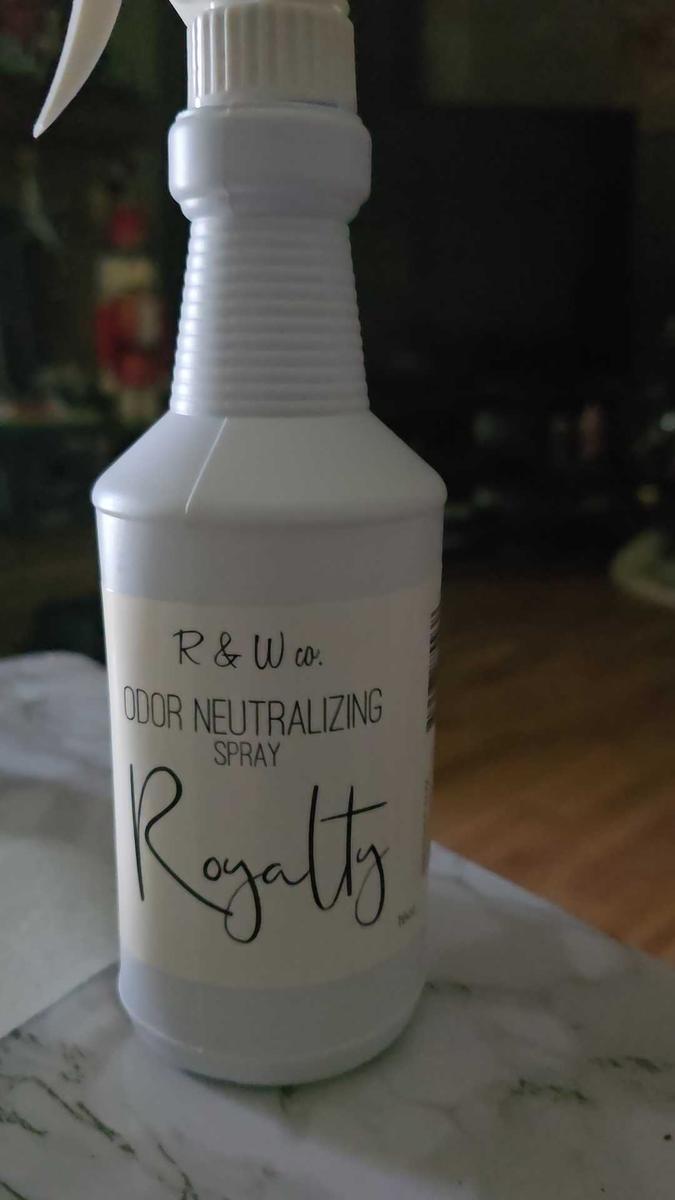 R & W co.
ODOR NEUTRALIZING
SPRAY
Royalty